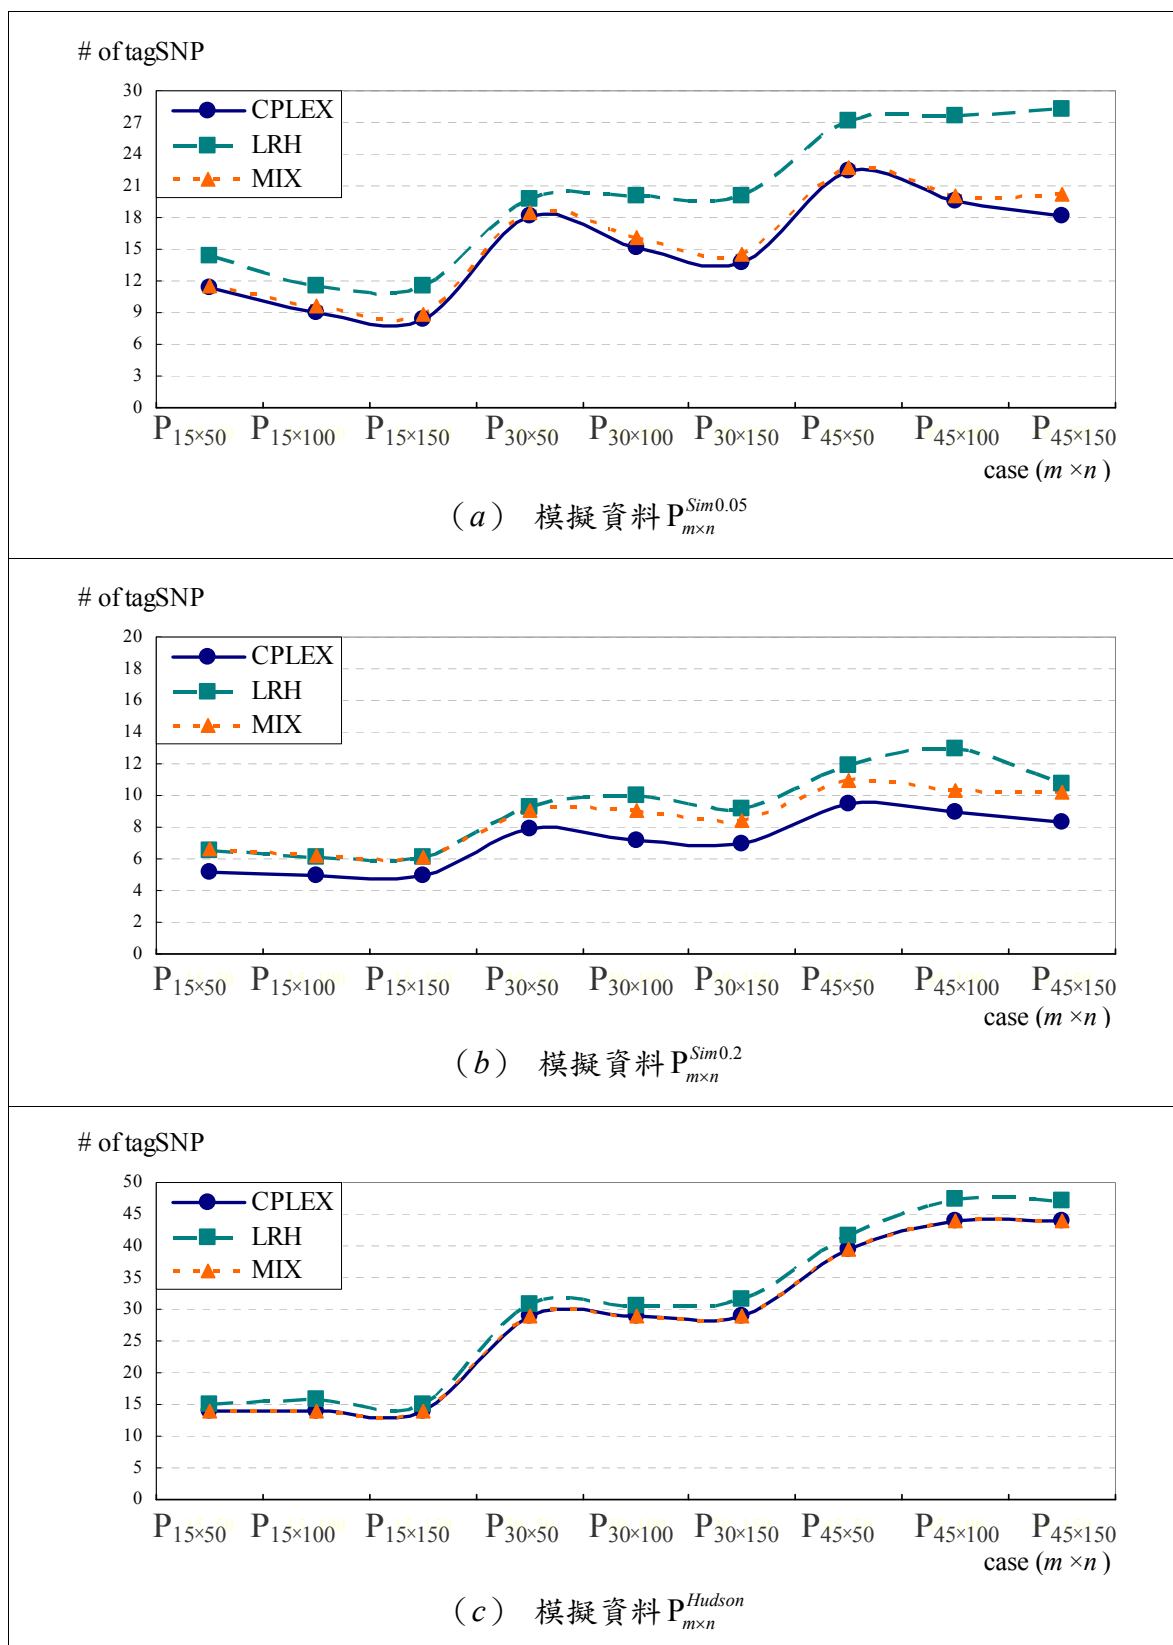 # of tagSNP
30
27
24
21
18
15
12
9
6
3
0
CPLEX
LRH
MIX
P15×50 P15×100 P15×150 P30×50 P30×100 P30×150 P45×50 P45×100 P45×150
case (m ×n )
（a） 模擬資料 P m×n Sim0.05
# of tagSNP
20
18
16
14
12
10
8
6
4
2
0
CPLEX
LRH
MIX
P15×50 P15×100 P15×150 P30×50 P30×100 P30×150 P45×50 P45×100 P45×150
case (m ×n )
（b） 模擬資料 P m×n Sim0.2
# of tagSNP
50
45
40
35
30
25
20
15
10
5
0
CPLEX
LRH
MIX
P15×50 P15×100 P15×150 P30×50 P30×100 P30×150 P45×50 P45×100 P45×150
case (m ×n )
（c） 模擬資料 P m×n Hudson